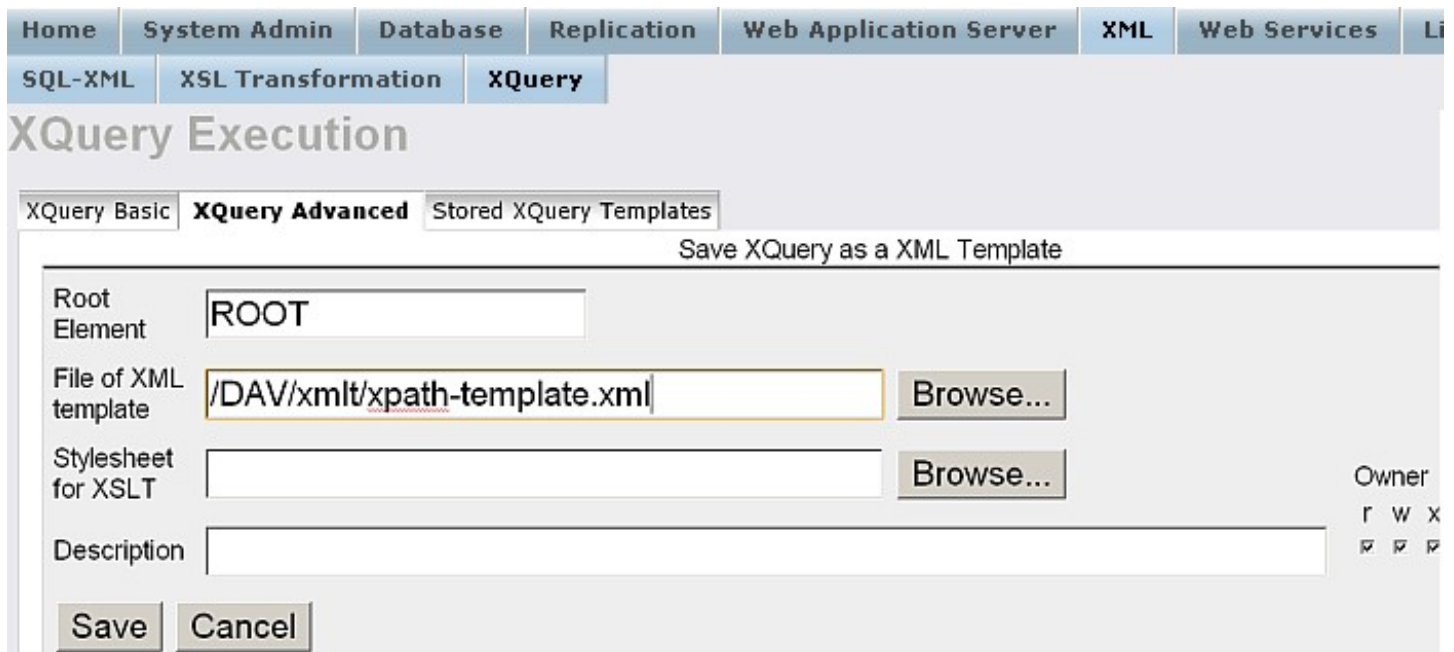 Home System Admin Database Replication Web Application Server XML Web Services Li
SQL-XML XSL Transformation XQuery
XQuery Execution
XQuery Basic XQuery Advanced Stored XQuery Templates
Save XQuery as a XML Template
Root
Element
ROOT
File of XML
template
/DAV/xmlt/xpath-template.xml
Browse...
Stylesheet
for XSLT
Browse...
Owner
r w x
Description
Save Cancel